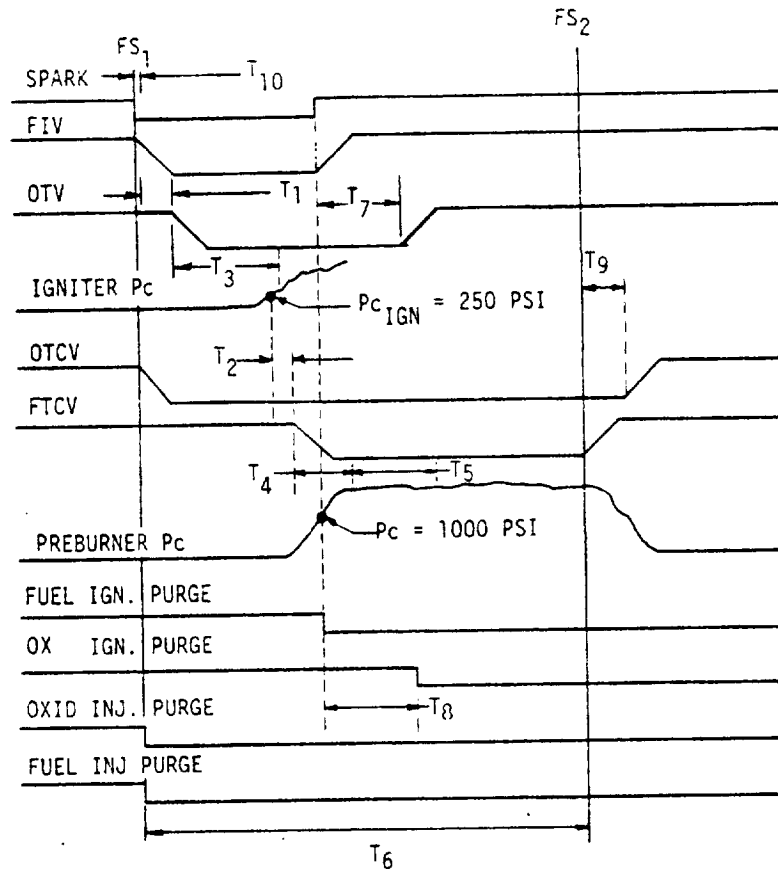 FS2
FS1
T10
SPARK
FIV
T1
OTV
T7
T3
T9
IGNITER Pc
PcIGN = 250 PSI
OTCV
T2
FTCV
T4
T5
Pc = 1000 PSI
PREBURNER Pc
FUEL IGN. PURGE
OX IGN. PURGE
T8
OXID INJ. PURGE
FUEL INJ PURGE
T6